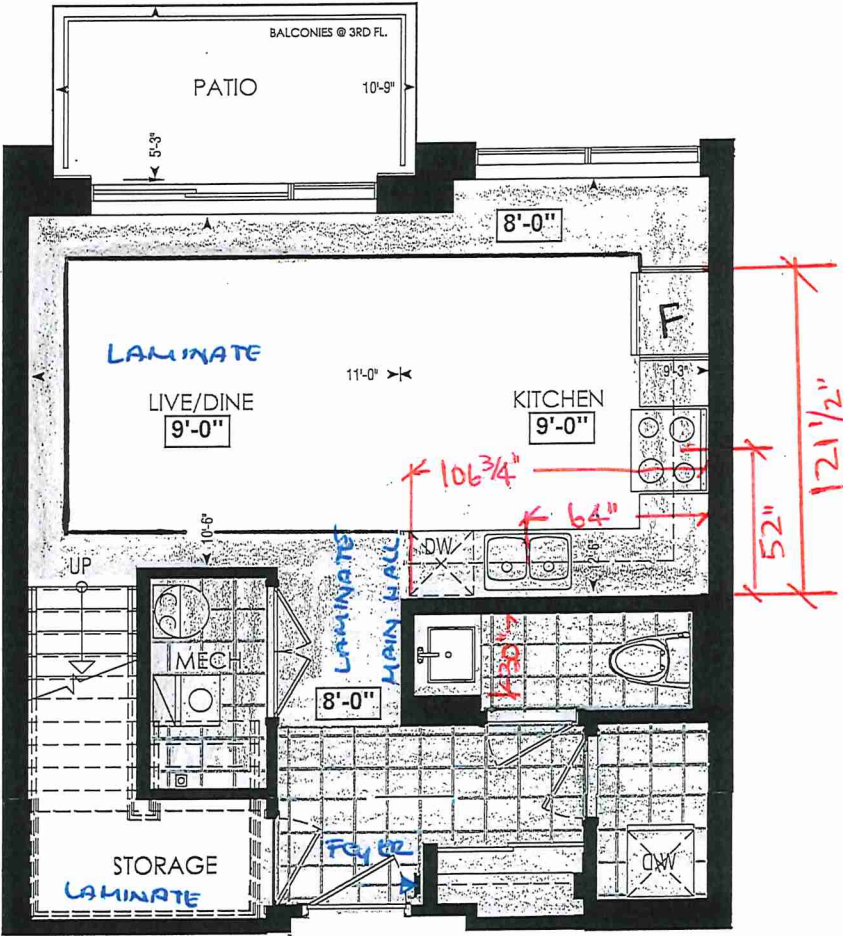 BALCONIES @ 3RD FL.
PATIO
10'-9"
5'-3"
8'-0"
F
LAMINATE
11'-0"
9'-3"
LIVE/DINE
9'-0"
KITCHEN
9'-0"
121 1/2"
106 3/4"
64"
52"
10'-6"
UP
LAMINATE
MAIN HALL
DW
2'-6"
MECH
30"
8'-0"
FOYER
W/D
STORAGE
LAMINATE